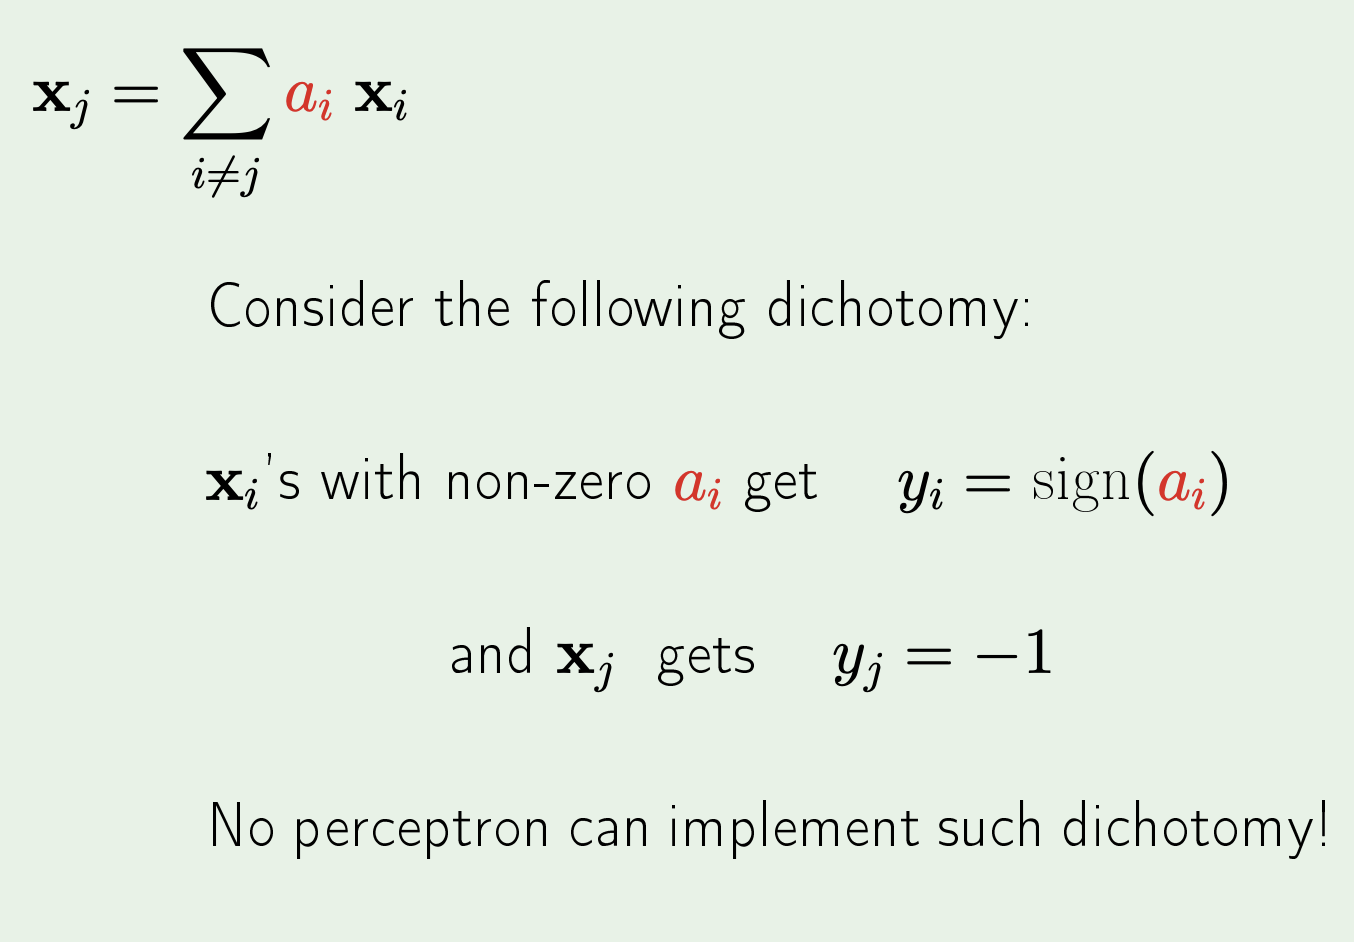 $\mathbf{x}_j = \sum_{i \neq j} a_i \, \mathbf{x}_i$
Consider the following dichotomy:
$\mathbf{x}_i$'s with non-zero $a_i$ get $y_i = \text{sign}(a_i)$
and $\mathbf{x}_j$ gets $y_j = -1$
No perceptron can implement such dichotomy!